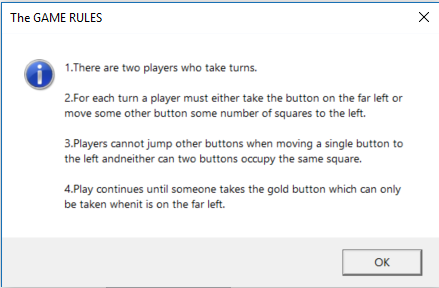 The GAME RULES
1.There are two players who take turns.
2.For each turn a player must either take the button on the far left or
move some other button some number of squares to the left.
3.Players cannot jump other buttons when moving a single button to
the left andneither can two buttons occupy the same square.
4.Play continues until someone takes the gold button which can only
be taken whenit is on the far left.
OK